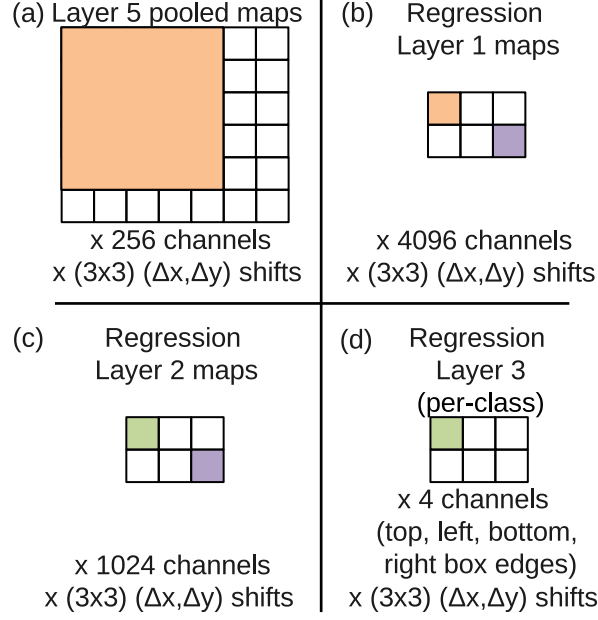 (a) Layer 5 pooled maps
x 256 channels
x (3x3) (Δx,Δy) shifts
(b) Regression
Layer 1 maps
x 4096 channels
x (3x3) (Δx,Δy) shifts
(c) Regression
Layer 2 maps
x 1024 channels
x (3x3) (Δx,Δy) shifts
(d) Regression
Layer 3
(per-class)
x 4 channels
(top, left, bottom,
right box edges)
x (3x3) (Δx,Δy) shifts